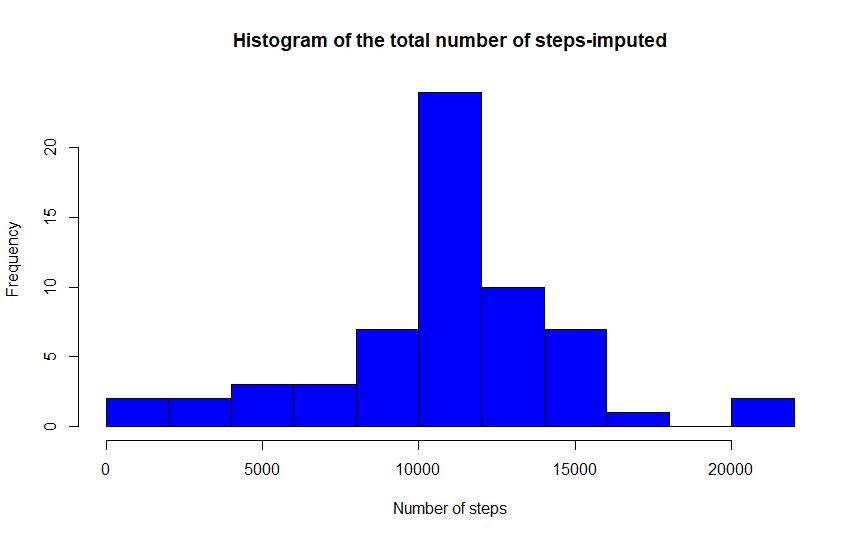 Histogram of the total number of steps-imputed
Frequency
20
15
10
5
0
0 5000 10000 15000 20000
Number of steps